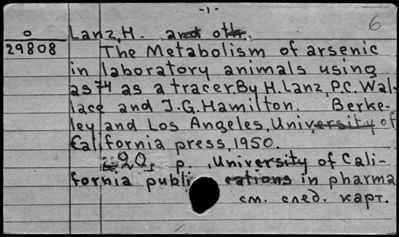 -1-
6
o
29808
Lanz, H. and oth.
The Metabolism of arsenic
in laboratory animals using
as74 as a tracer. By H. Lanz, P.C. Wal-
lace and J.G. Hamilton. Berke-
ley and Los Angeles, University of
California press, 1950.
20, p. University of Cali-
fornia publi cations in pharma
см. след. карт.